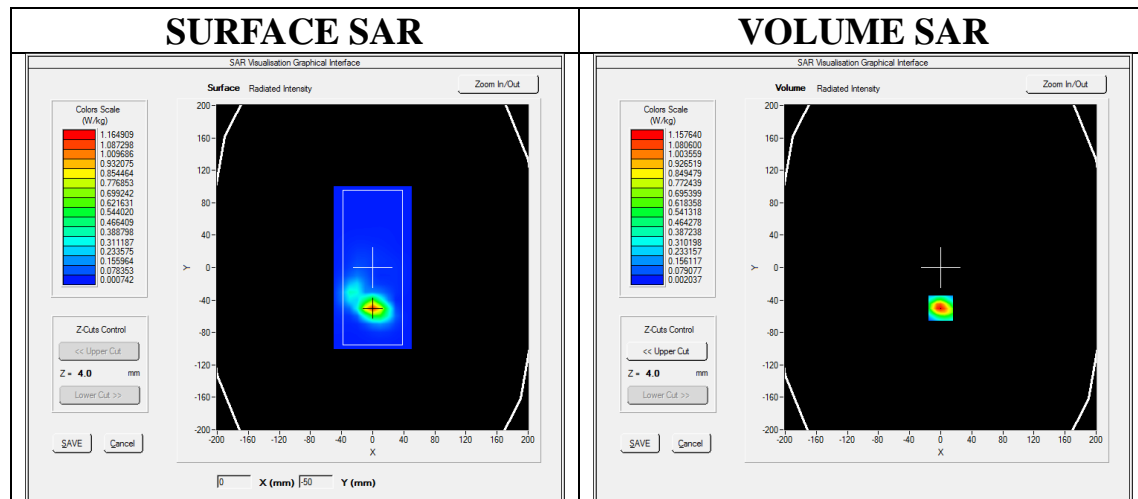 SURFACE SAR
SAR Visualisation Graphical Interface
Surface Radiated Intensity
Zoom In/Out
Colors Scale
(W/kg)
1.164909
1.087298
1.009686
0.932075
0.854464
0.776853
0.699242
0.621631
0.544020
0.466409
0.388798
0.311187
0.233575
0.155964
0.078353
0.000742
Z-Cuts Control
<< Upper Cut
Z = 4.0 mm
Lower Cut >>
SAVE Cancel
200
160
120
80
40
0
-40
-80
-120
-160
-200
Y
-200 -160 -120 -80 -40 0 40 80 120 160 200
X
0 X (mm) -50 Y (mm)
VOLUME SAR
SAR Visualisation Graphical Interface
Volume Radiated Intensity
Zoom In/Out
Colors Scale
(W/kg)
1.157640
1.080600
1.003559
0.926519
0.849479
0.772439
0.695399
0.618358
0.541318
0.464278
0.387238
0.310198
0.233157
0.156117
0.079077
0.002037
Z-Cuts Control
<< Upper Cut
Z = 4.0 mm
Lower Cut >>
SAVE Cancel
200
160
120
80
40
0
-40
-80
-120
-160
-200
Y
-200 -160 -120 -80 -40 0 40 80 120 160 200
X